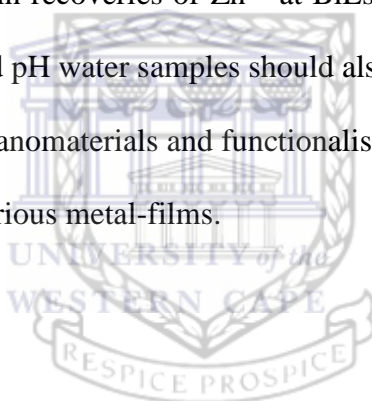 recoveries of Zn at BiEs
d pH water samples should als
anomaterials and functionalis
rious metal-films.
UNIVERSITY of the
WESTERN CAPE
RESPICE PROSPICE